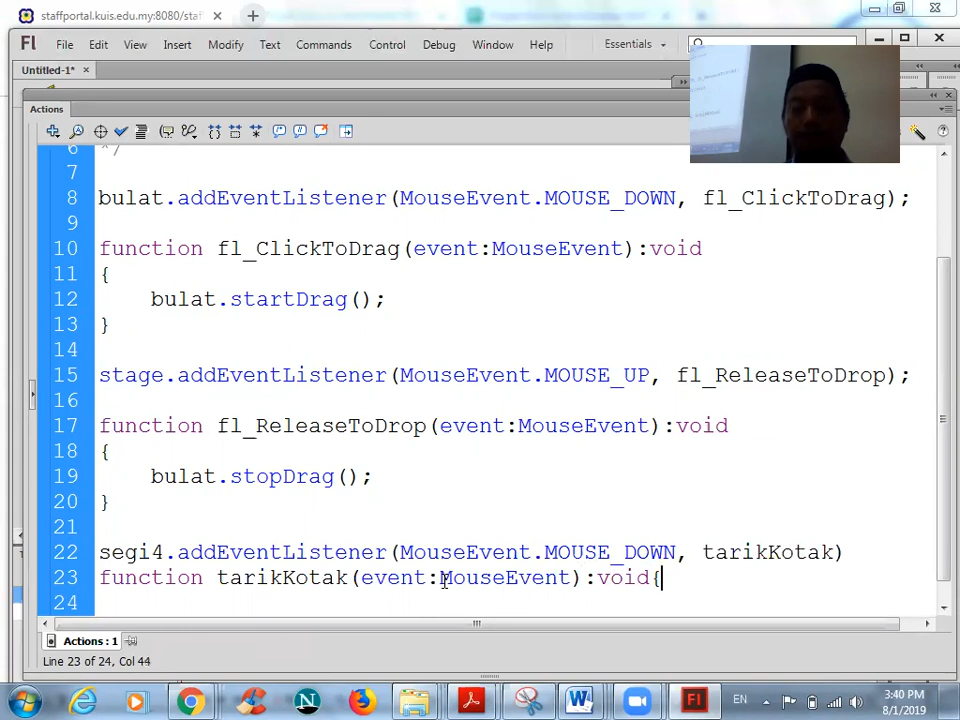 staffportal.kuis.edu.my:8080/staf
Fl File Edit View Insert Modify Text Commands Control Debug Window Help Essentials
Untitled-1*
Actions
6 */
7
8 bulat.addEventListener(MouseEvent.MOUSE_DOWN, fl_ClickToDrag);
9
10 function fl_ClickToDrag(event:MouseEvent):void
11 {
12 bulat.startDrag();
13 }
14
15 stage.addEventListener(MouseEvent.MOUSE_UP, fl_ReleaseToDrop);
16
17 function fl_ReleaseToDrop(event:MouseEvent):void
18 {
19 bulat.stopDrag();
20 }
21
22 segi4.addEventListener(MouseEvent.MOUSE_DOWN, tarikKotak)
23 function tarikKotak(event:MouseEvent):void{
24
Actions : 1
Line 23 of 24, Col 44
EN
3:40 PM
8/1/2019